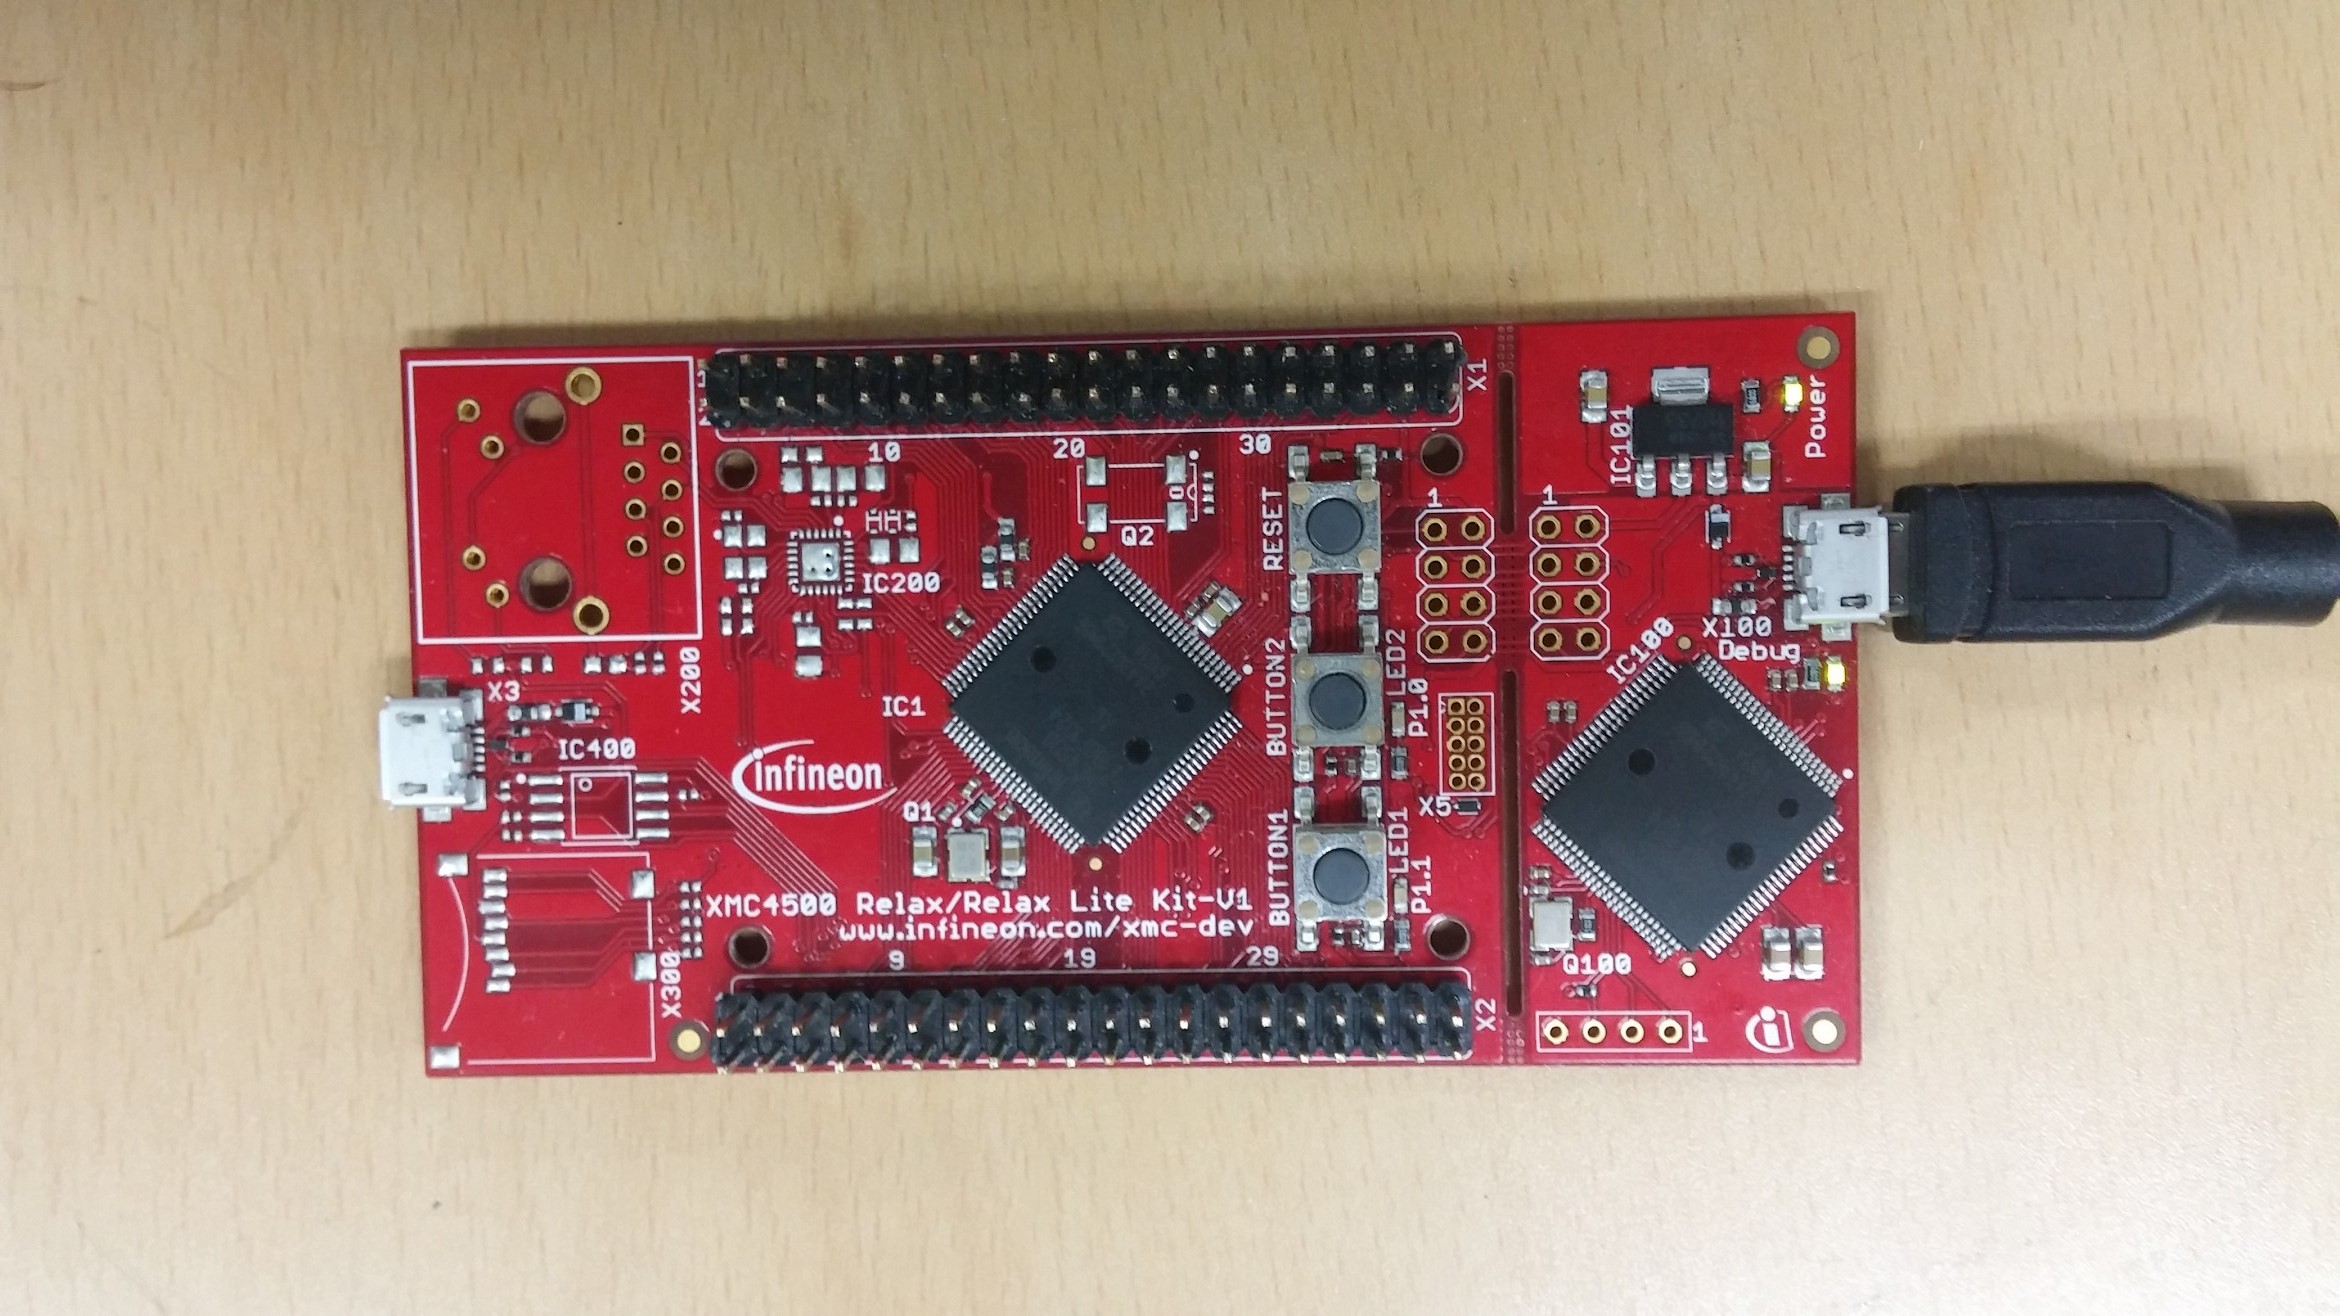 X1
10
20
30
Q2
IC200
X200
X3
IC400
IC1
infineon
Q1
XMC4500 Relax/Relax Lite Kit-V1
www.infineon.com/xmc-dev
X300
9
19
29
X2
RESET
BUTTON2
BUTTON1
LED2
P1.0
LED1
P1.1
1
1
X5
IC101
Power
X100
Debug
IC100
Q100
1